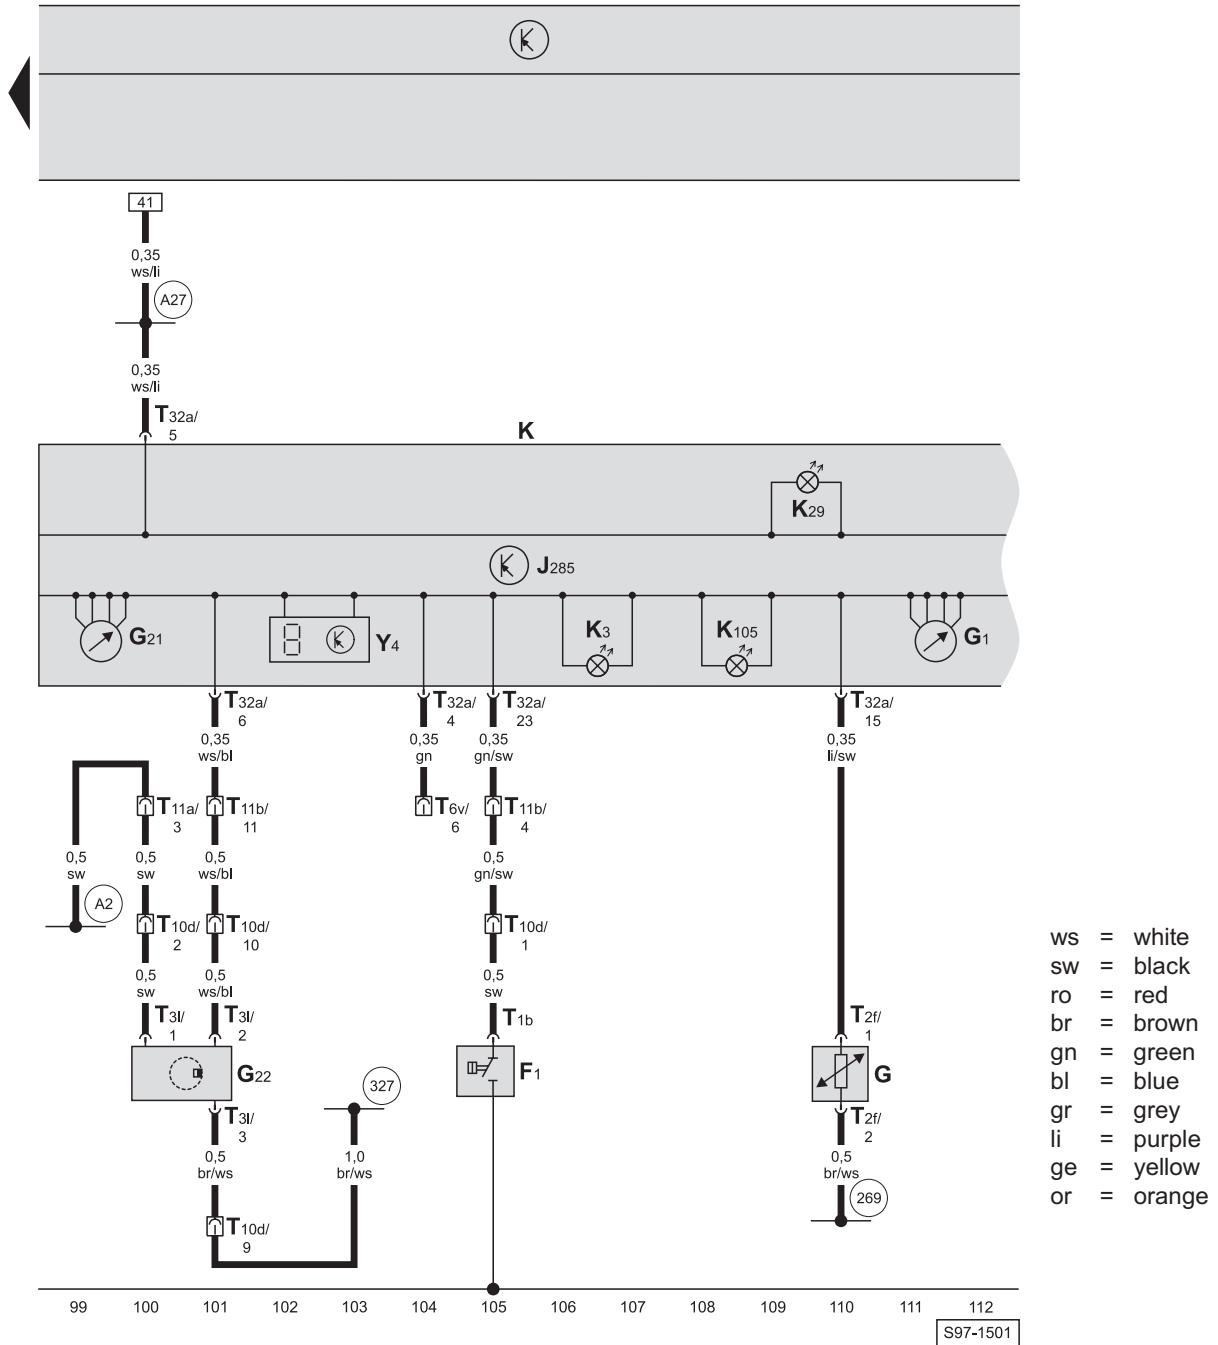 41
0,35
ws/li
A27
0,35
ws/li
T32a/
5
K
K29
J285
G21
Y4
K3
K105
G1
T32a/
6
T32a/
4
T32a/
23
T32a/
15
0,35
ws/bl
0,35
gn
0,35
gn/sw
0,35
li/sw
T11a/
3
T11b/
11
T6v/
6
T11b/
4
0,5
sw
0,5
sw
0,5
ws/bl
0,5
gn/sw
A2
T10d/
2
T10d/
10
T10d/
1
0,5
sw
0,5
ws/bl
0,5
sw
T3l/
1
T3l/
2
T1b
T2f/
1
G22
F1
G
327
T3l/
3
T2f/
2
0,5
br/ws
1,0
br/ws
0,5
br/ws
269
T10d/
9
99 100 101 102 103 104 105 106 107 108 109 110 111 112
S97-1501
ws = white
sw = black
ro = red
br = brown
gn = green
bl = blue
gr = grey
li = purple
ge = yellow
or = orange